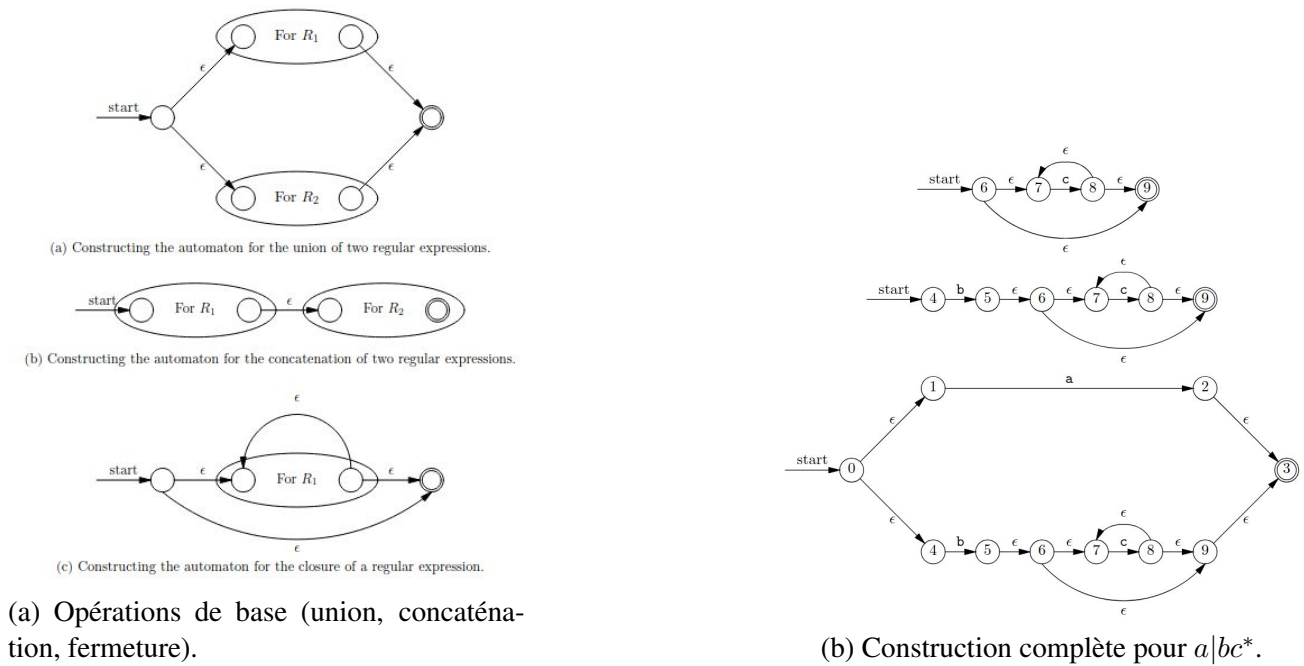 For R₁
ϵ
ϵ
start
ϵ
ϵ
For R₂
(a) Constructing the automaton for the union of two regular expressions.
start
For R₁
ϵ
For R₂
(b) Constructing the automaton for the concatenation of two regular expressions.
ϵ
start
ϵ
For R₁
ϵ
ϵ
(c) Constructing the automaton for the closure of a regular expression.
(a) Opérations de base (union, concaténa-
tion, fermeture).
ϵ
start 6 ϵ 7 c 8 ϵ 9
ϵ
ϵ
start 4 b 5 ϵ 6 ϵ 7 c 8 ϵ 9
ϵ
1 a 2
ϵ ϵ
start 0 3
ϵ ϵ
ϵ
4 b 5 ϵ 6 ϵ 7 c 8 ϵ 9
ϵ
(b) Construction complète pour a|bc*.